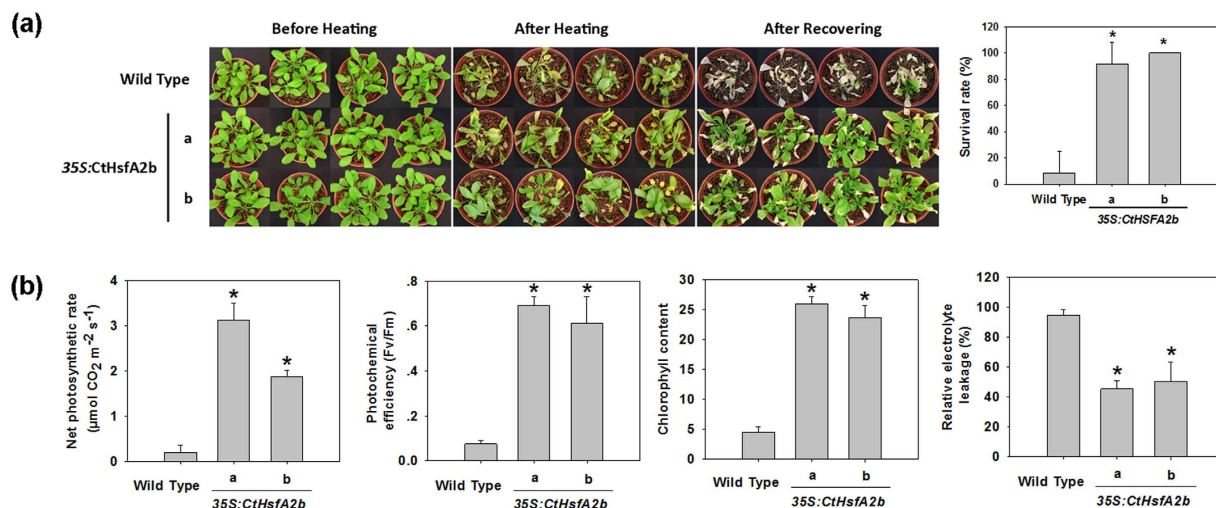 (a)
Before Heating
After Heating
After Recovering
Wild Type
a
35S:CtHsfA2b
b
Survival rate (%)
120
100
80
60
40
20
0
*
*
Wild Type
a
b
35S:CtHSFA2b
(b)
Net photosynthetic rate
(µmol CO2 m-2 s-1)
4
3
2
1
0
*
*
Wild Type
a
b
35S:CtHsfA2b
Photochemical
efficiency (Fv/Fm)
.8
.6
.4
.2
0.0
*
*
Wild Type
a
b
35S:CtHsfA2b
Chlorophyll content
30
25
20
15
10
5
0
*
*
Wild Type
a
b
35S:CtHsfA2b
Relative electrolyte
leakage (%)
120
100
80
60
40
20
0
*
*
Wild Type
a
b
35S:CtHsfA2b